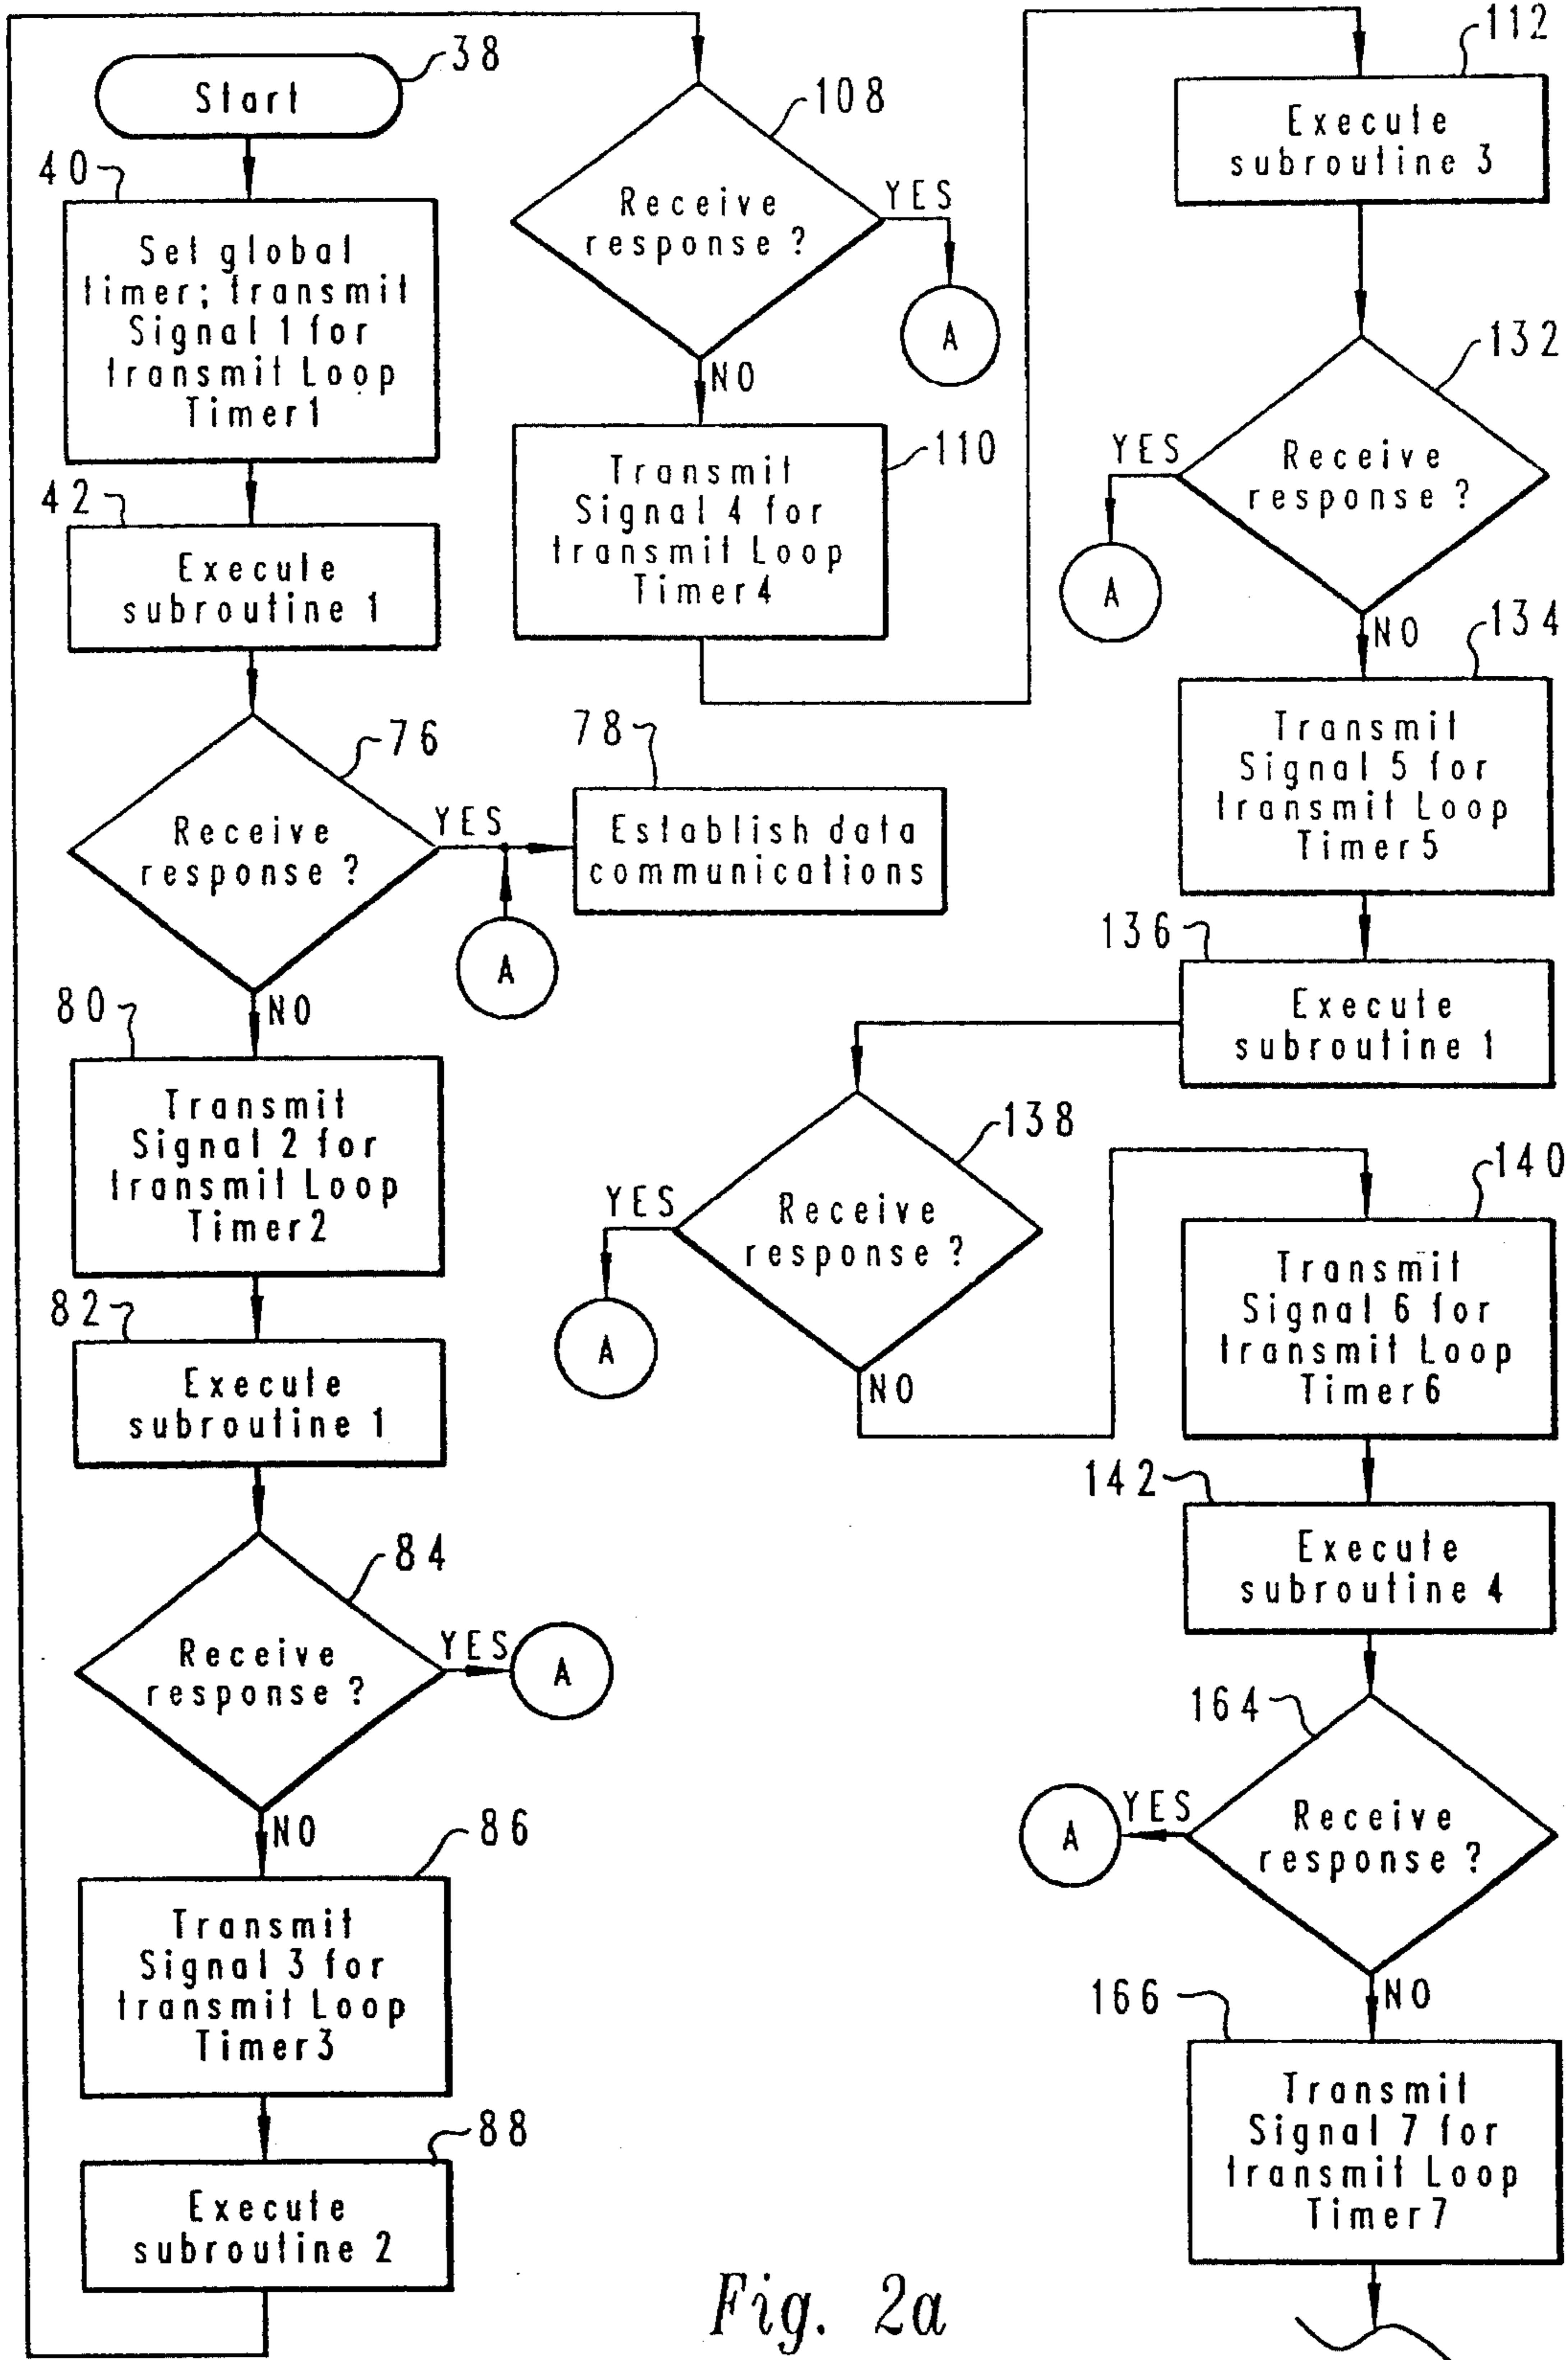 38
Start
40
Set global
timer; transmit
Signal 1 for
transmit Loop
Timer1
42
Execute
subroutine 1
76
Receive
response ?
YES
78
Establish data
communications
A
NO
80
Transmit
Signal 2 for
transmit Loop
Timer2
82
Execute
subroutine 1
84
Receive
response ?
YES
A
NO
86
Transmit
Signal 3 for
transmit Loop
Timer3
88
Execute
subroutine 2
108
Receive
response ?
YES
A
NO
110
Transmit
Signal 4 for
transmit Loop
Timer4
112
Execute
subroutine 3
132
Receive
response ?
YES
A
NO
134
Transmit
Signal 5 for
transmit Loop
Timer5
136
Execute
subroutine 1
138
Receive
response ?
YES
A
NO
140
Transmit
Signal 6 for
transmit Loop
Timer6
142
Execute
subroutine 4
164
Receive
response ?
YES
A
NO
166
Transmit
Signal 7 for
transmit Loop
Timer7
Fig. 2a